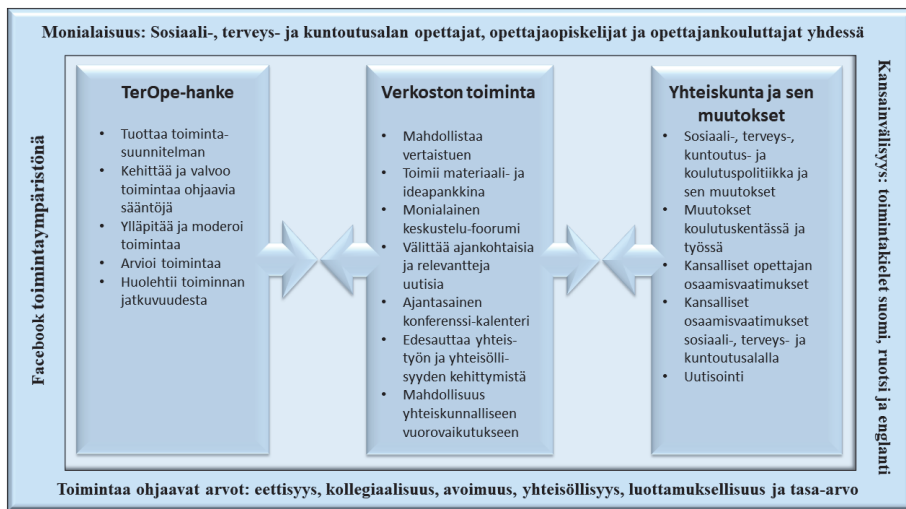 Monialaisuus: Sosiaali-, terveys- ja kuntoutusalan opettajat, opettajaopiskelijat ja opettajankouluttajat yhdessä
Facebook toimintaympäristönä
TerOpe-hanke
• Tuottaa toiminta-
suunnitelman
• Kehittää ja valvoo
toimintaa ohjaavia
sääntöjä
• Ylläpitää ja moderoi
toimintaa
• Arvioi toimintaa
• Huolehtii toiminnan
jatkuvuudesta
Verkoston toiminta
• Mahdollistaa
vertaistuen
• Toimii materiaali- ja
ideapankkina
• Monialainen
keskustelu-foorumi
• Välittää ajankohtaisia
ja relevantteja
uutisia
• Ajantasainen
konferenssi-kalenteri
• Edesauttaa yhteis-
työn ja yhteisölli-
syyden kehittymistä
• Mahdollisuus
yhteiskunnalliseen
vuorovaikutukseen
Yhteiskunta ja sen
muutokset
• Sosiaali-, terveys-,
kuntoutus- ja
koulutuspolitiikka ja
sen muutokset
• Muutokset
koulutuskentässä ja
työssä
• Kansalliset opettajan
osaamisvaatimukset
• Kansalliset
osaamisvaatimukset
sosiaali-, terveys- ja
kuntoutusalalla
• Uutisointi
Kansainvälisyys: toimintakielet suomi, ruotsi ja englanti
Toimintaa ohjaavat arvot: eettisyys, kollegiaalisuus, avoimuus, yhteisöllisyys, luottamuksellisuus ja tasa-arvo